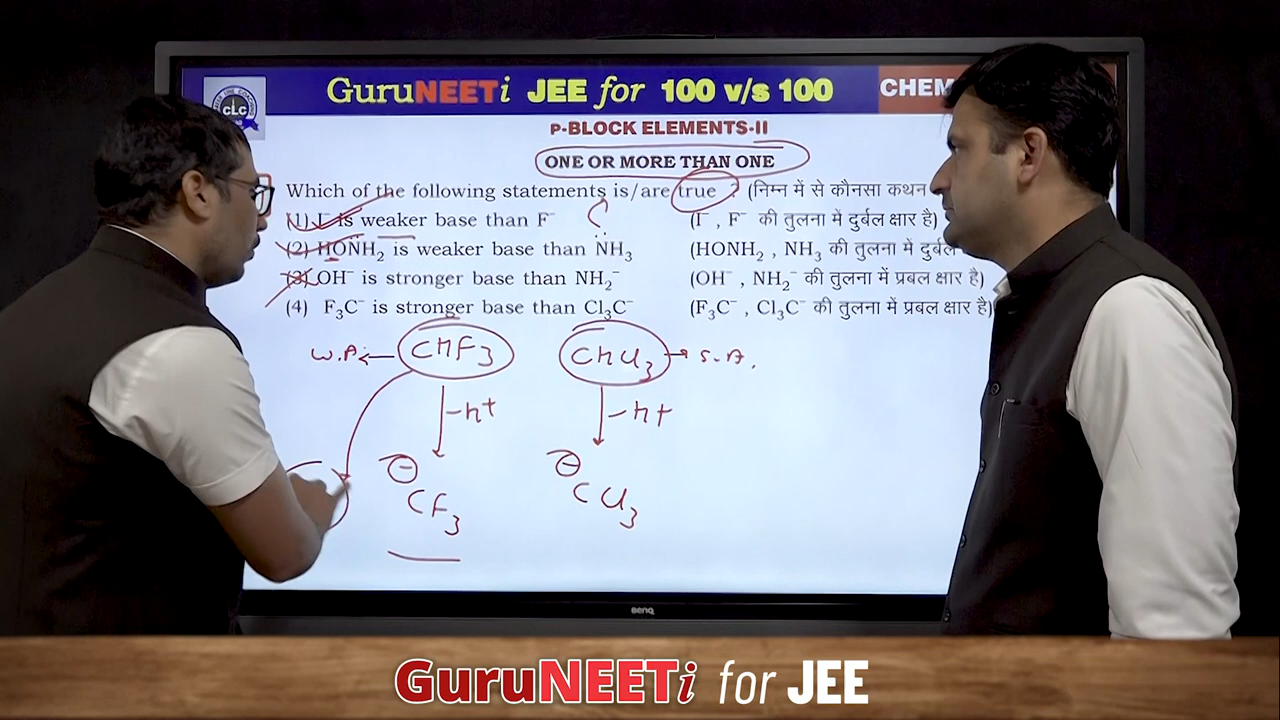 CLC
GuruNEETi JEE for 100 v/s 100
CHEM
P-BLOCK ELEMENTS-II
ONE OR MORE THAN ONE
Which of the following statements is/are true ? (निम्न में से कौनसा कथन
(1) I⁻ is weaker base than F⁻ (I⁻ , F⁻ की तुलना में दुर्बल क्षार है)
(2) HONH₂ is weaker base than NH₃ (HONH₂ , NH₃ की तुलना में दुर्बल
(3) OH⁻ is stronger base than NH₂⁻ (OH⁻ , NH₂⁻ की तुलना में प्रबल क्षार है)
(4) F₃C⁻ is stronger base than Cl₃C⁻ (F₃C⁻ , Cl₃C⁻ की तुलना में प्रबल क्षार है)
W.A. ← CHF₃ CHCl₃ → S.A.
-H⁺ -H⁺
⊖ ⊖
CF₃ CCl₃
BenQ
GuruNEETi for JEE